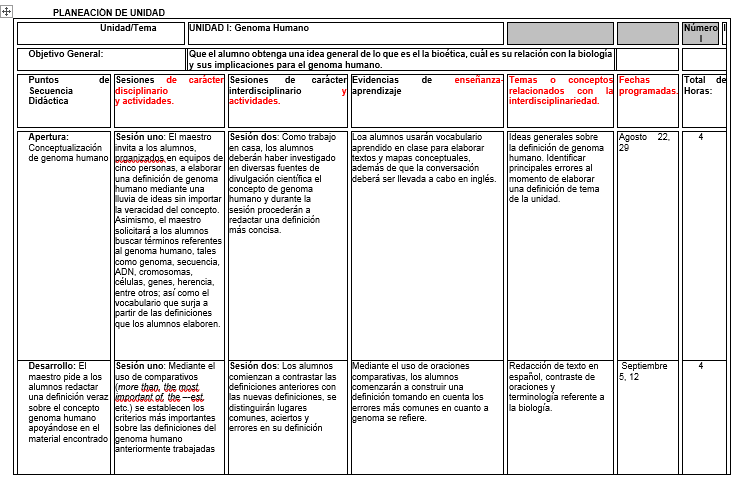 PLANEACIÓN DE UNIDAD
Unidad/Tema
UNIDAD I: Genoma Humano
Número
I
Objetivo General:
Que el alumno obtenga una idea general de lo que es el la bioética, cuál es su relación con la biología
y sus implicaciones para el genoma humano.
Puntos de
Secuencia
Didáctica
Sesiones de carácter
disciplinario
y actividades.
Sesiones de carácter
interdisciplinario y
actividades.
Evidencias de enseñanza-
aprendizaje
Temas o conceptos
relacionados con la
interdisciplinariedad.
Fechas
programadas.
Total de
Horas:
Apertura:
Conceptualización
de genoma humano
Sesión uno: El maestro
invita a los alumnos,
prganizados en equipos de
cinco personas, a elaborar
una definición de genoma
humano mediante una
lluvia de ideas sin importar
la veracidad del concepto.
Asimismo, el maestro
solicitará a los alumnos
buscar términos referentes
al genoma humano, tales
como genoma, secuencia,
ADN, cromosomas,
células, genes, herencia,
entre otros; así como el
vocabulario que surja a
partir de las definiciones
que los alumnos elaboren.
Sesión dos: Como trabajo
en casa, los alumnos
deberán haber investigado
en diversas fuentes de
divulgación científica el
concepto de genoma
humano y durante la
sesión procederán a
redactar una definición
más concisa.
Loa alumnos usarán vocabulario
aprendido en clase para elaborar
textos y mapas conceptuales,
además de que la conversación
deberá ser llevada a cabo en inglés.
Ideas generales sobre
la definición de genoma
humano. Identificar
principales errores al
momento de elaborar
una definición de tema
de la unidad.
Agosto 22,
29
4
Desarrollo: El
maestro pide a los
alumnos redactar
una definición veraz
sobre el concepto
genoma humano
apoyándose en el
material encontrado
Sesión uno: Mediante el
uso de comparativos
(more than, the most
important of, the ---est,
etc.) se establecen los
criterios más importantes
sobre las definiciones del
genoma humano
anteriormente trabajadas
Sesión dos: Los alumnos
comienzan a contrastar las
definiciones anteriores con
las nuevas definiciones, se
distinguirán lugares
comunes, aciertos y
errores en su definición
Mediante el uso de oraciones
comparativas, los alumnos
comenzarán a construir una
definición tomando en cuenta los
errores más comunes en cuanto a
genoma se refiere.
Redacción de texto en
español, contraste de
oraciones y
terminología referente a
la biología.
Septiembre
5, 12
4